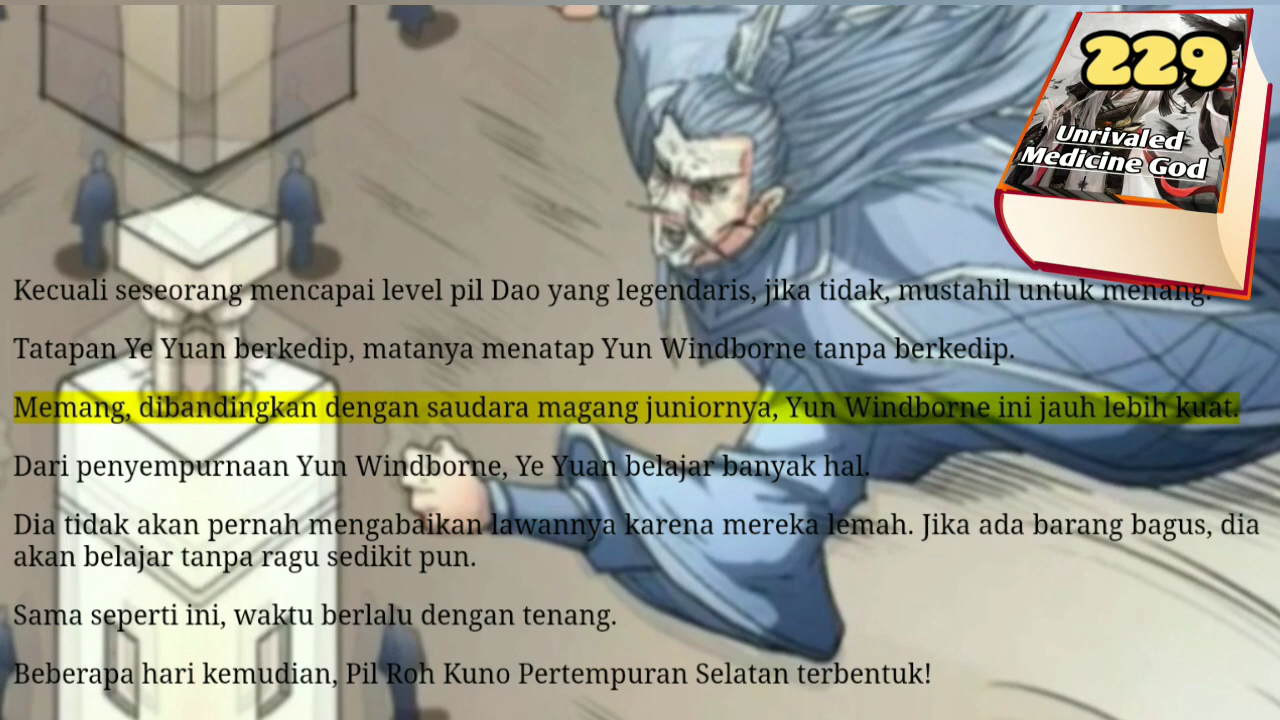 229
Unrivaled
Medicine God
Kecuali seseorang mencapai level pil Dao yang legendaris, jika tidak, mustahil untuk menang.
Tatapan Ye Yuan berkedip, matanya menatap Yun Windborne tanpa berkedip.
Memang, dibandingkan dengan saudara magang juniornya, Yun Windborne ini jauh lebih kuat.
Dari penyempurnaan Yun Windborne, Ye Yuan belajar banyak hal.
Dia tidak akan pernah mengabaikan lawannya karena mereka lemah. Jika ada barang bagus, dia
akan belajar tanpa ragu sedikit pun.
Sama seperti ini, waktu berlalu dengan tenang.
Beberapa hari kemudian, Pil Roh Kuno Pertempuran Selatan terbentuk!